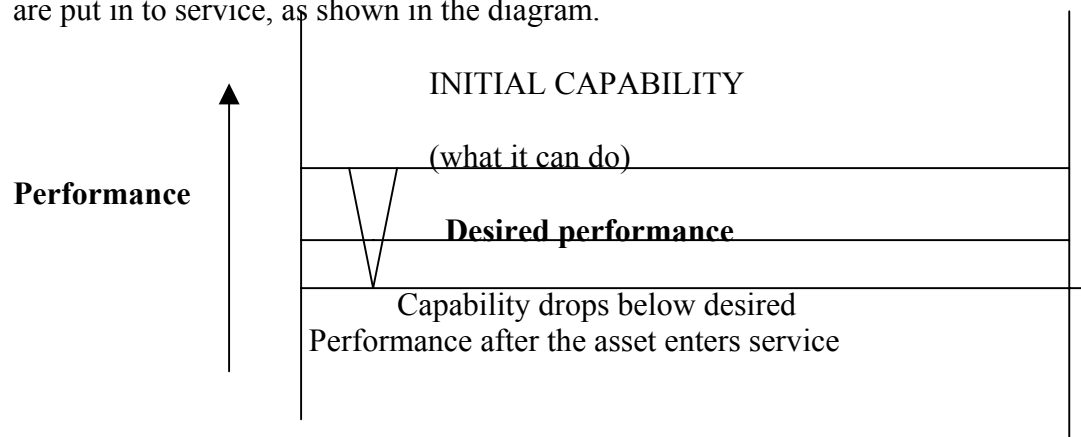 are put in to service, as shown in the diagram.
INITIAL CAPABILITY
(what it can do)
Performance
Desired performance
Capability drops below desired
Performance after the asset enters service